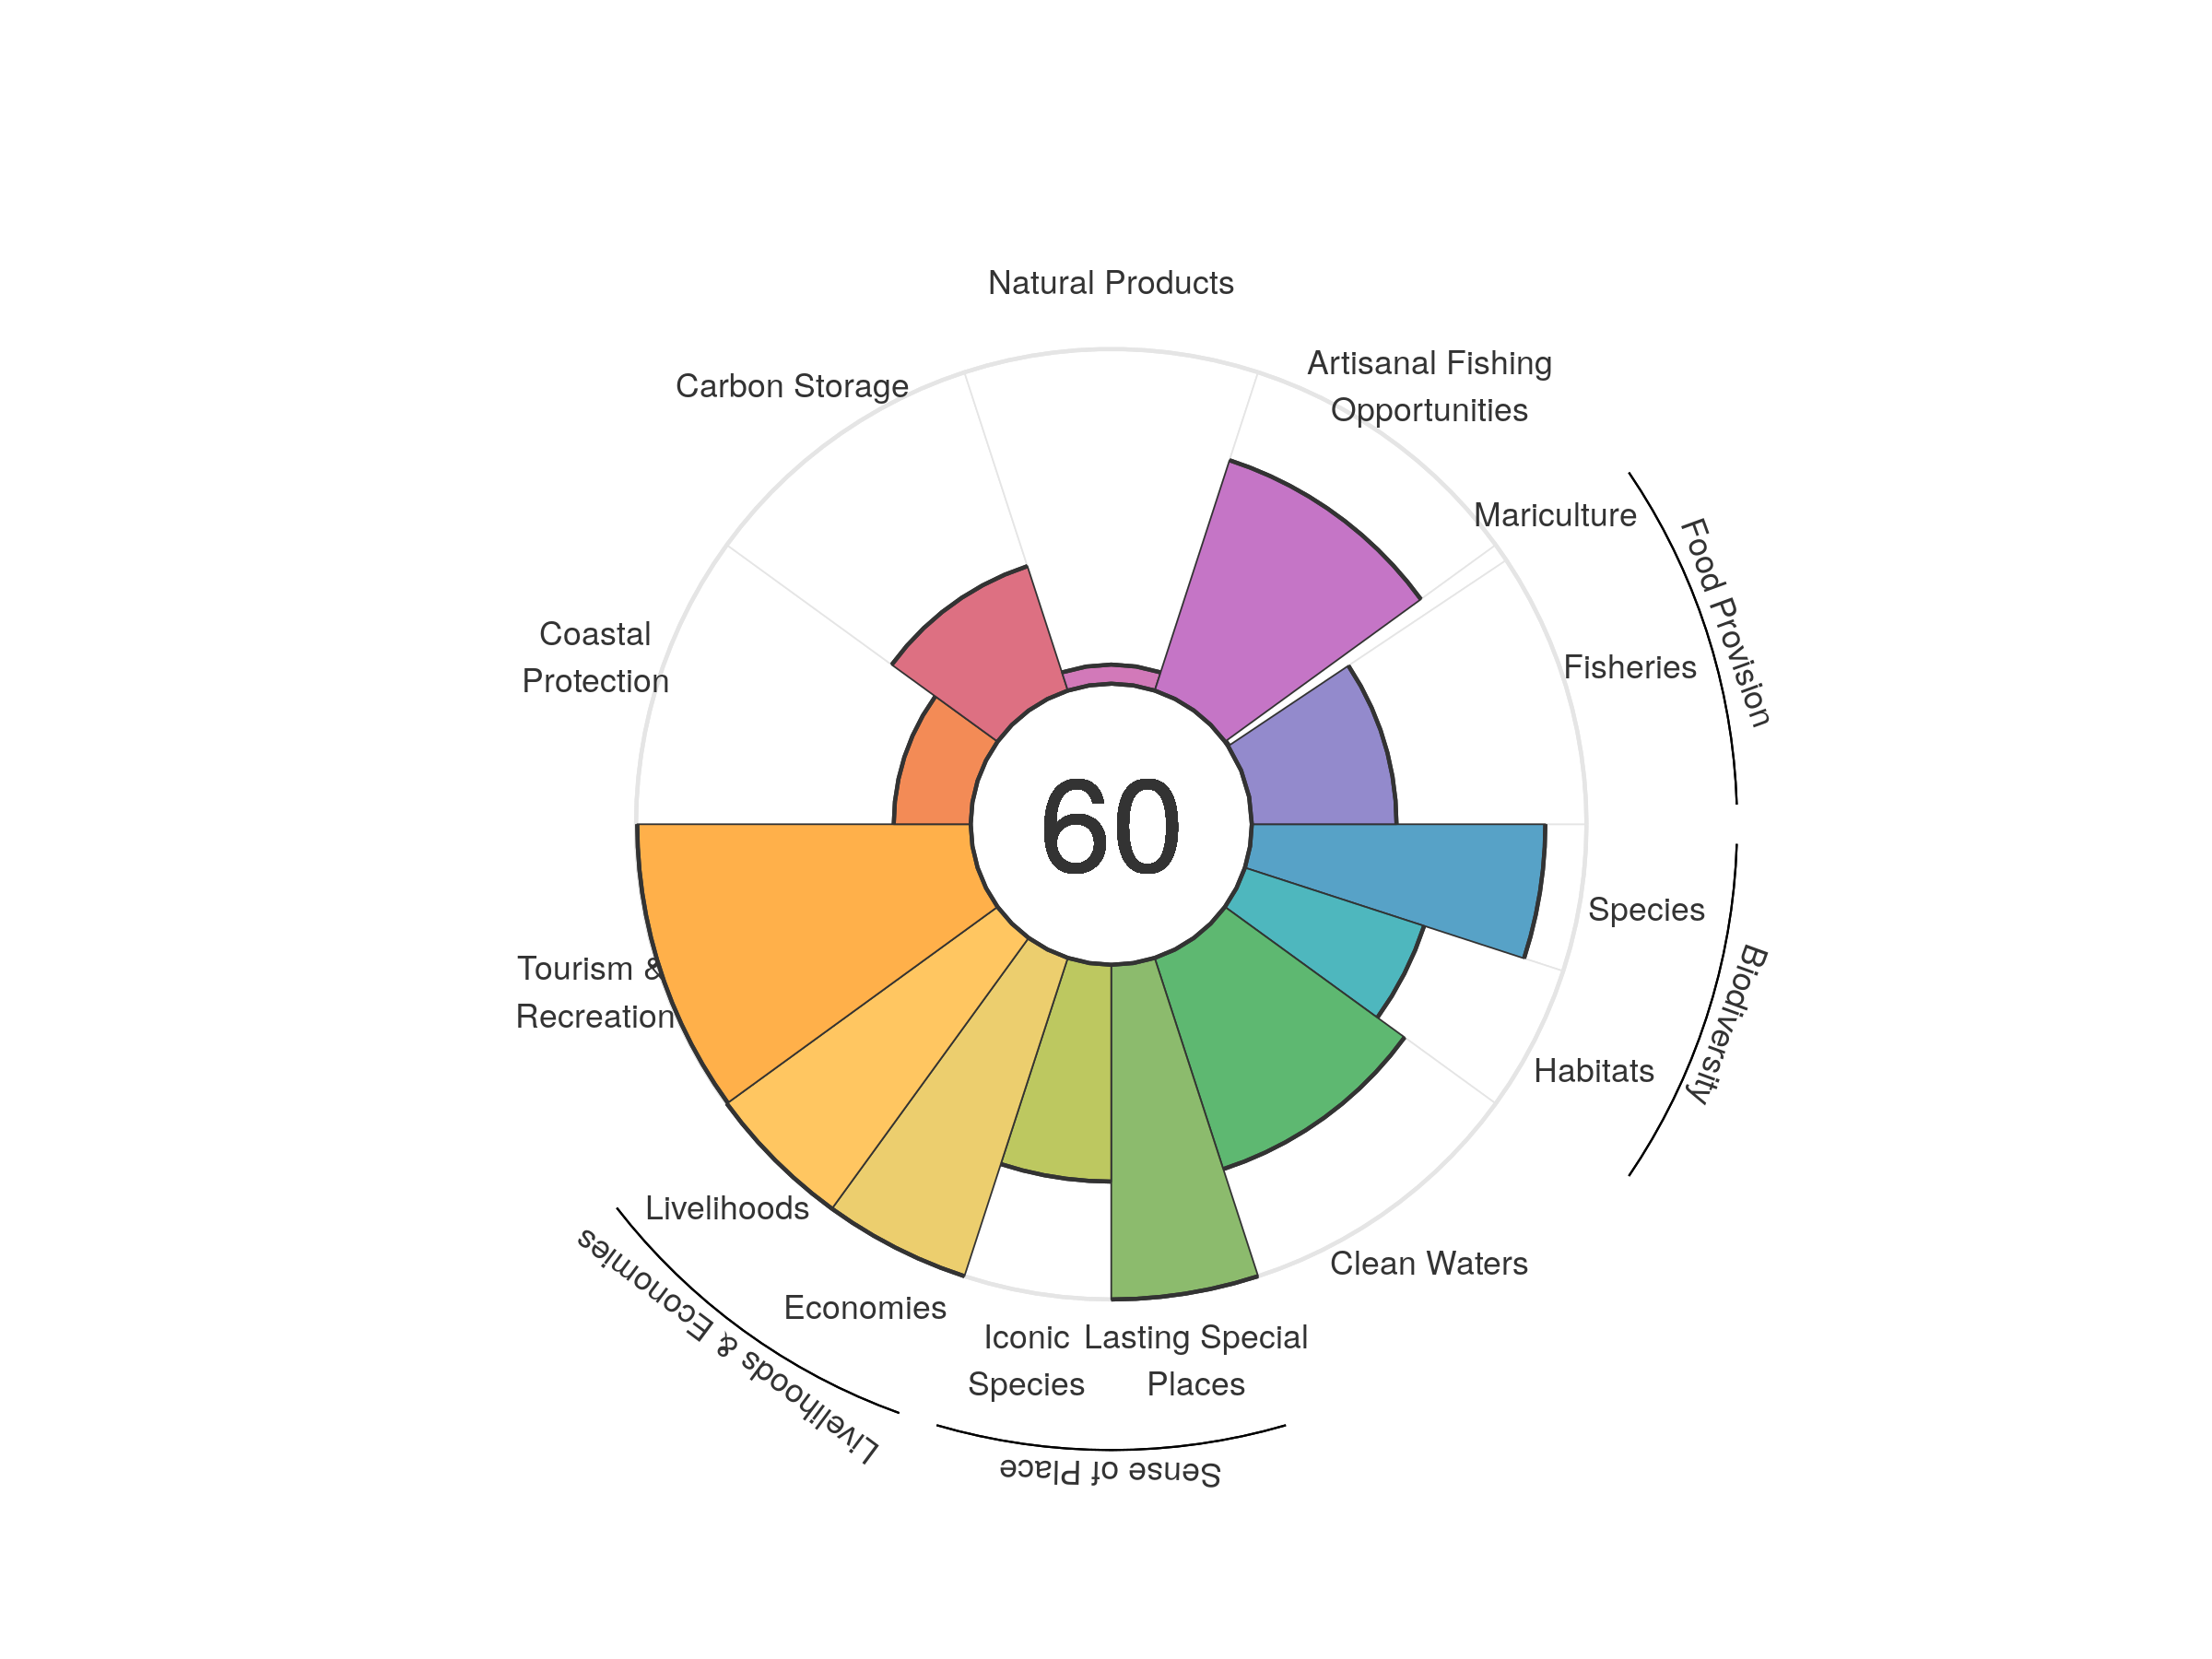 Natural Products
Carbon Storage
Artisanal Fishing
Opportunities
Mariculture
Food Provision
Coastal
Protection
Fisheries
60
Species
Biodiversity
Tourism &
Recreation
Habitats
Livelihoods
Clean Waters
Livelihoods & Economies
Economies
Iconic
Species
Lasting Special
Places
Sense of Place